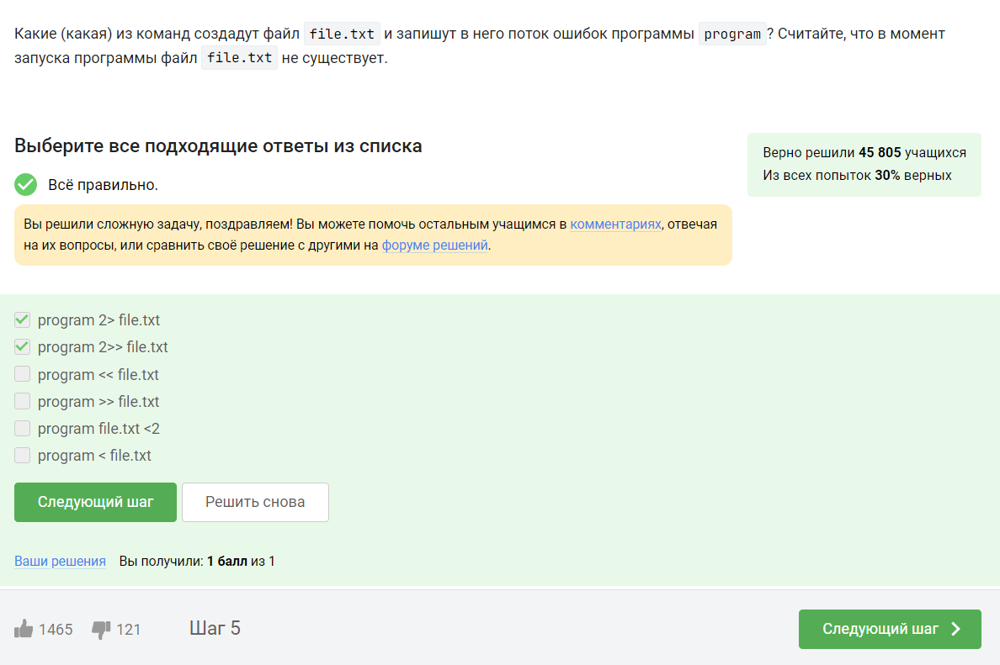 Какие (какая) из команд создадут файл file.txt и запишут в него поток ошибок программы program? Считайте, что в момент
запуска программы файл file.txt не существует.
Выберите все подходящие ответы из списка
Верно решили 45 805 учащихся
Из всех попыток 30% верных
Всё правильно.
Вы решили сложную задачу, поздравляем! Вы можете помочь остальным учащимся в комментариях, отвечая
на их вопросы, или сравнить своё решение с другими на форуме решений.
program 2> file.txt
program 2>> file.txt
program << file.txt
program >> file.txt
program file.txt <2
program < file.txt
Следующий шаг
Решить снова
Ваши решения Вы получили: 1 балл из 1
1465 121 Шаг 5
Следующий шаг